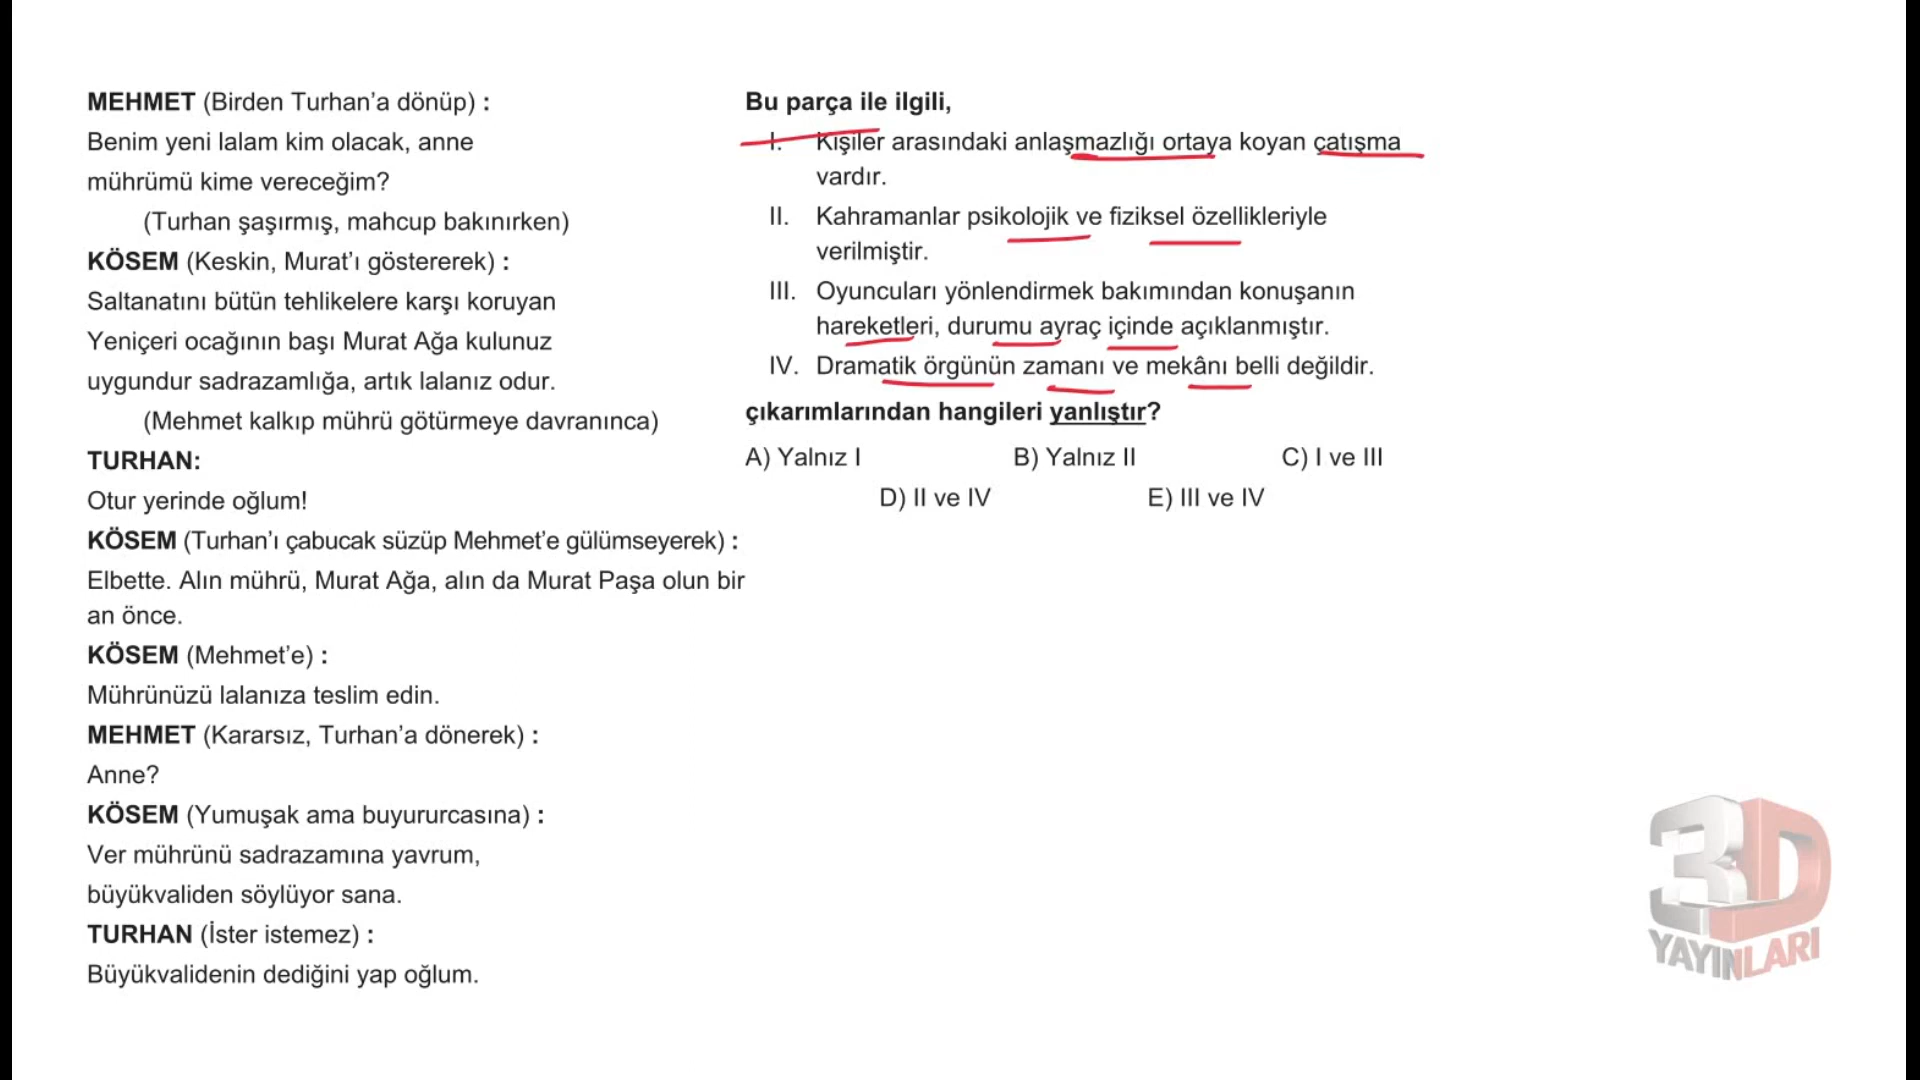 MEHMET (Birden Turhan’a dönüp) :
Benim yeni lalam kim olacak, anne
mührümü kime vereceğim?
(Turhan şaşırmış, mahcup bakınırken)
KÖSEM (Keskin, Murat’ı göstererek) :
Saltanatını bütün tehlikelere karşı koruyan
Yeniçeri ocağının başı Murat Ağa kulunuz
uygundur sadrazamlığa, artık lalanız odur.
(Mehmet kalkıp mührü götürmeye davranınca)
TURHAN:
Otur yerinde oğlum!
KÖSEM (Turhan’ı çabucak süzüp Mehmet’e gülümseyerek) :
Elbette. Alın mührü, Murat Ağa, alın da Murat Paşa olun bir
an önce.
KÖSEM (Mehmet’e) :
Mührünüzü lalanıza teslim edin.
MEHMET (Kararsız, Turhan’a dönerek) :
Anne?
KÖSEM (Yumuşak ama buyururcasına) :
Ver mührünü sadrazamına yavrum,
büyükvaliden söylüyor sana.
TURHAN (İster istemez) :
Büyükvalidenin dediğini yap oğlum.
Bu parça ile ilgili,
I. Kişiler arasındaki anlaşmazlığı ortaya koyan çatışma
vardır.
II. Kahramanlar psikolojik ve fiziksel özellikleriyle
verilmiştir.
III. Oyuncuları yönlendirmek bakımından konuşanın
hareketleri, durumu ayraç içinde açıklanmıştır.
IV. Dramatik örgünün zamanı ve mekânı belli değildir.
çıkarımlarından hangileri yanlıştır?
A) Yalnız I B) Yalnız II C) I ve III
D) II ve IV E) III ve IV
3D
YAYINLARI